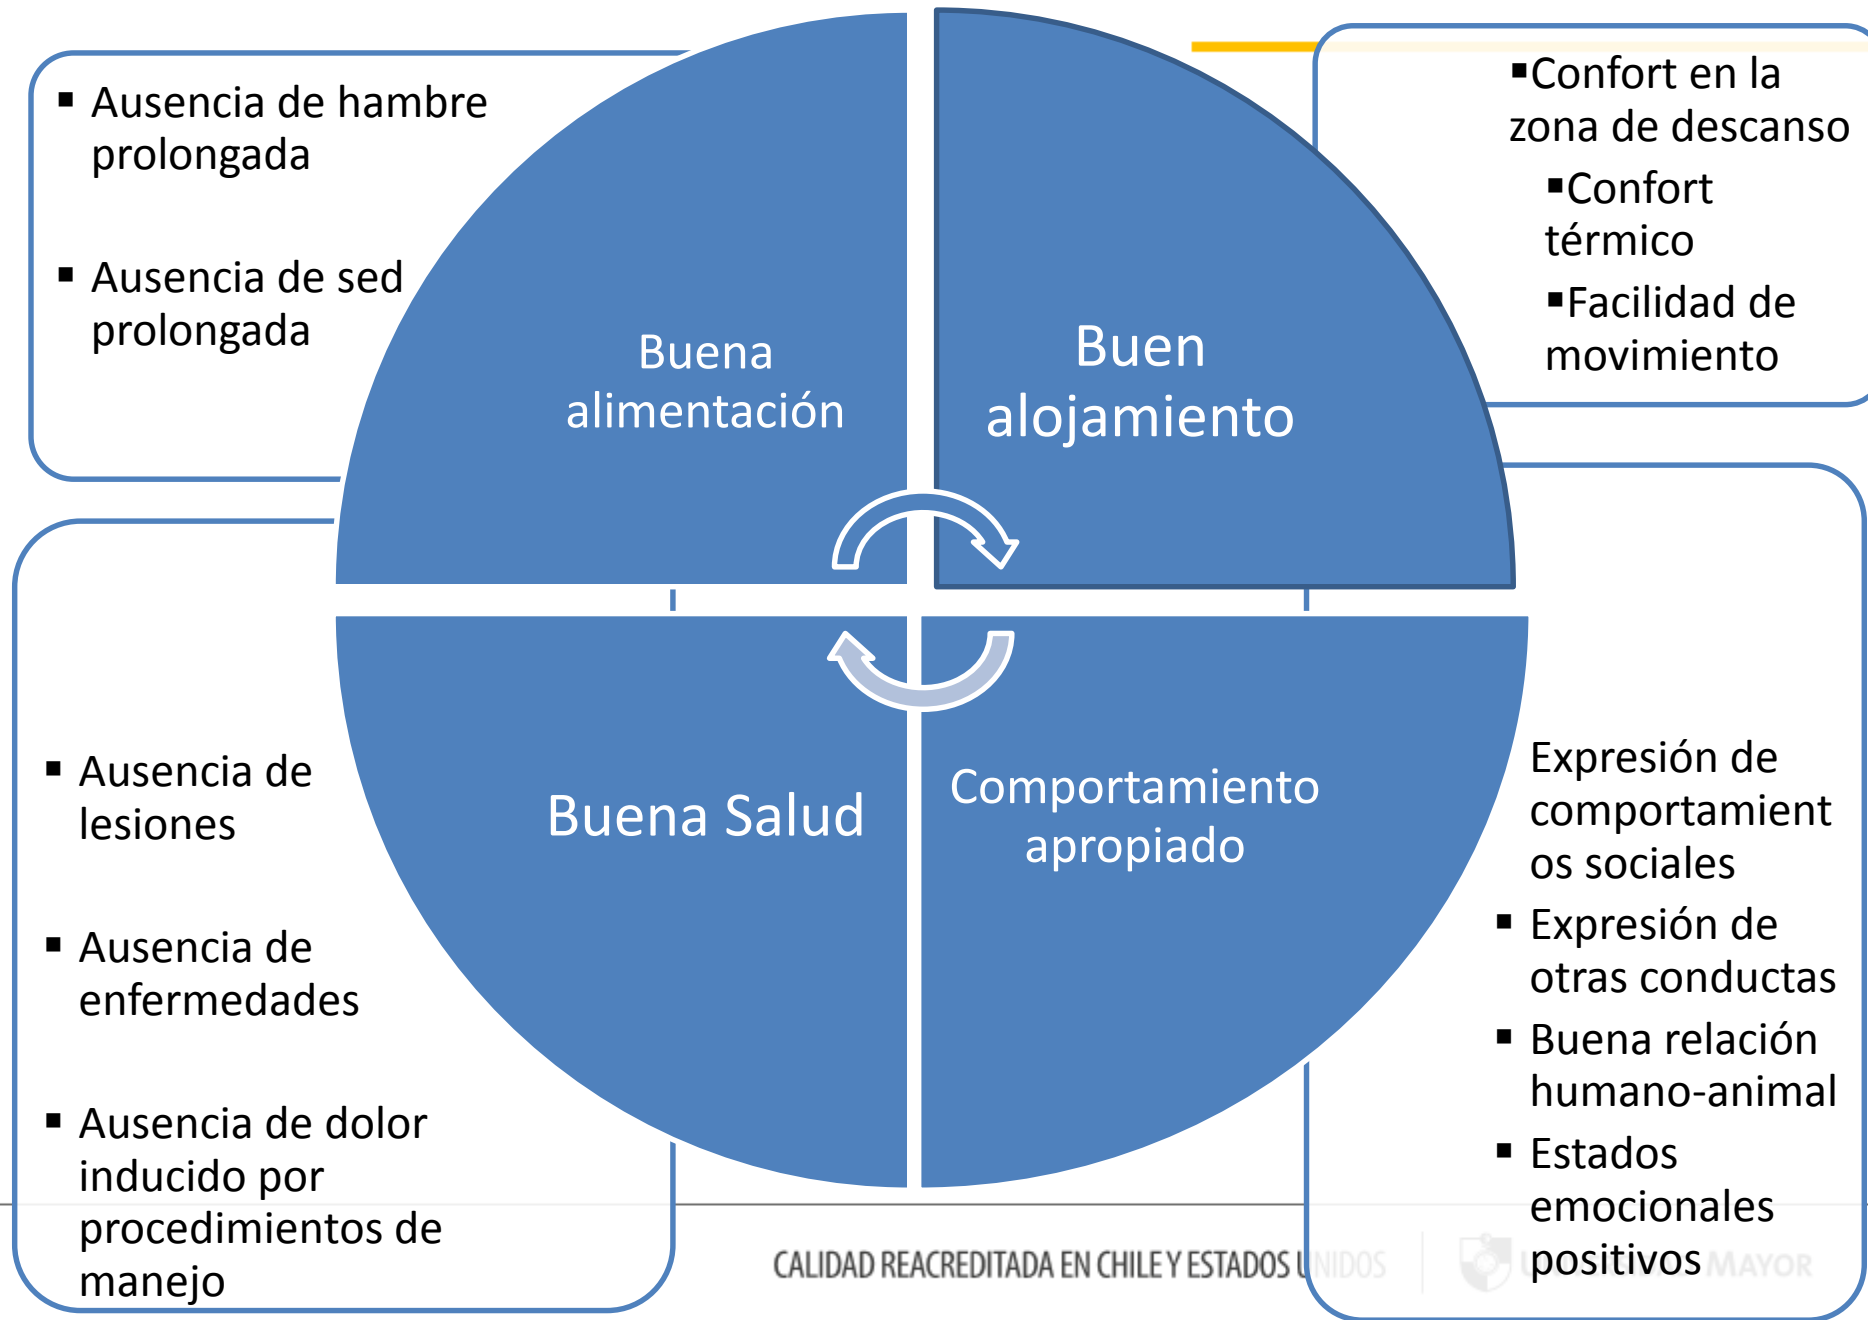 ▪ Ausencia de hambre
prolongada
▪ Ausencia de sed
prolongada
Buena
alimentación
Buen
alojamiento
▪Confort en la
zona de descanso
▪Confort
térmico
▪Facilidad de
movimiento
▪ Ausencia de
lesiones
▪ Ausencia de
enfermedades
▪ Ausencia de dolor
inducido por
procedimientos de
manejo
Buena Salud
Comportamiento
apropiado
Expresión de
comportamient
os sociales
▪ Expresión de
otras conductas
▪ Buena relación
humano-animal
▪ Estados
emocionales
positivos
CALIDAD REACREDITADA EN CHILE Y ESTADOS UNIDOS
MAYOR